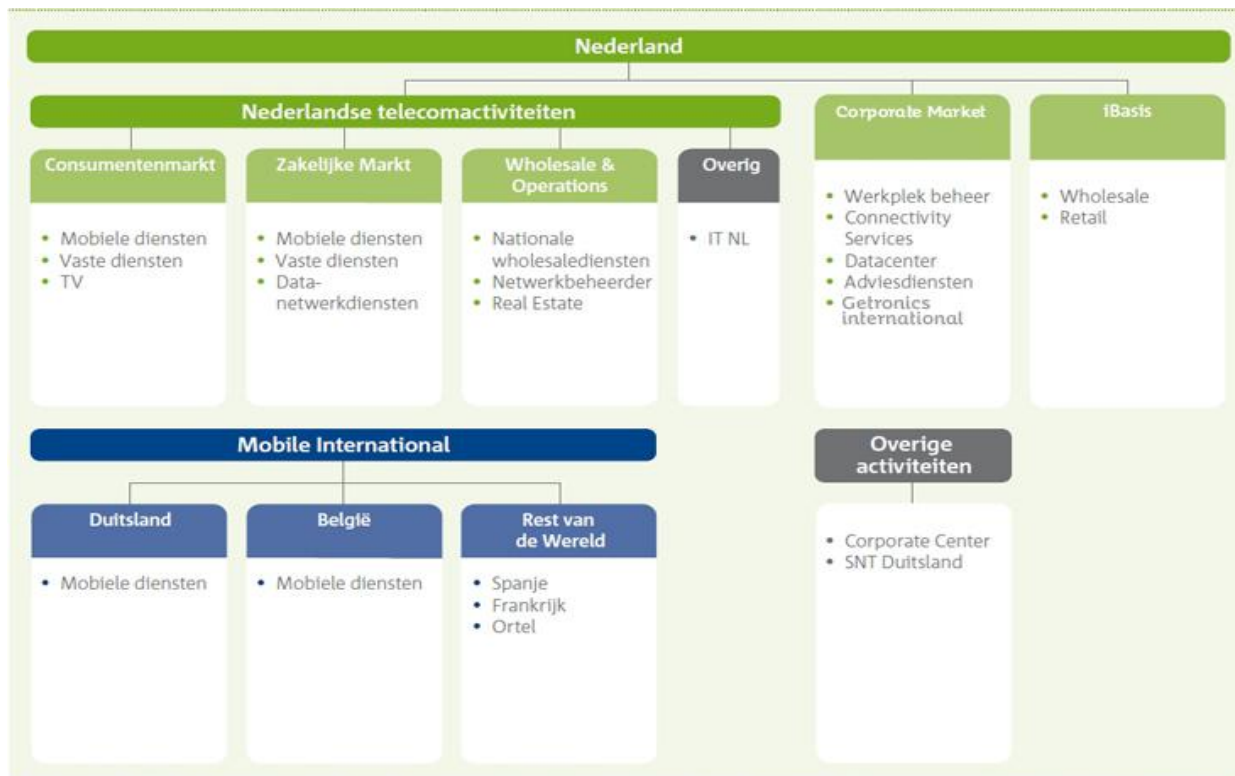 Nederland
Nederlandse telecomactiviteiten
Corporate Market
iBasis
Consumentenmarkt
Zakelijke Markt
Wholesale &
Operations
Overig
• Mobiele diensten
• Vaste diensten
• TV
• Mobiele diensten
• Vaste diensten
• Data-
netwerkdiensten
• Nationale
wholesalediensten
• Netwerkbeheerder
• Real Estate
• IT NL
• Werkplek beheer
• Connectivity
Services
• Datacenter
• Adviesdiensten
• Getronics
international
• Wholesale
• Retail
Mobile International
Duitsland
België
Rest van
de Wereld
• Mobiele diensten
• Mobiele diensten
• Spanje
• Frankrijk
• Ortel
Overige
activiteiten
• Corporate Center
• SNT Duitsland